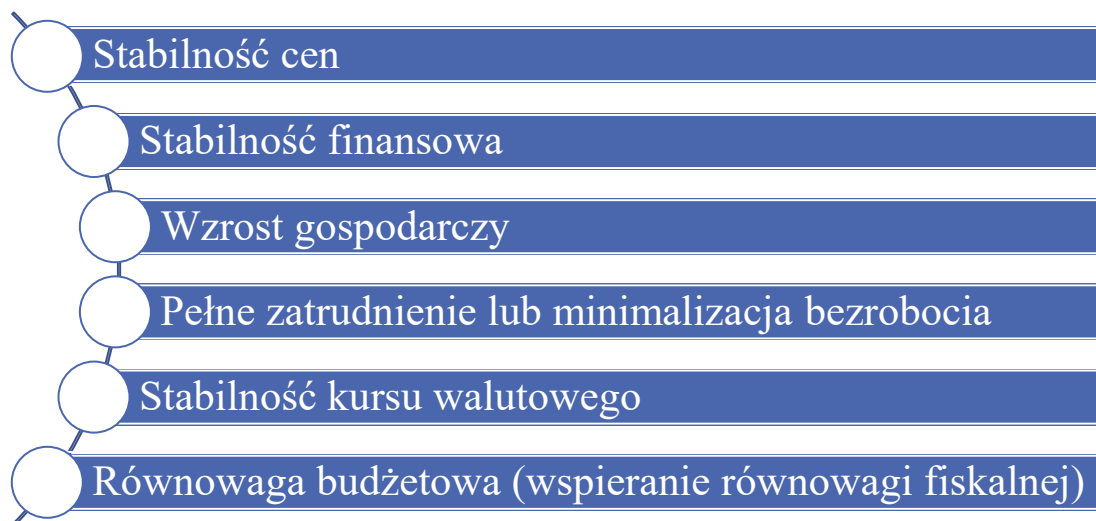 Stabilność cen
Stabilność finansowa
Wzrost gospodarczy
Pełne zatrudnienie lub minimalizacja bezrobocia
Stabilność kursu walutowego
Równowaga budżetowa (wspieranie równowagi fiskalnej)